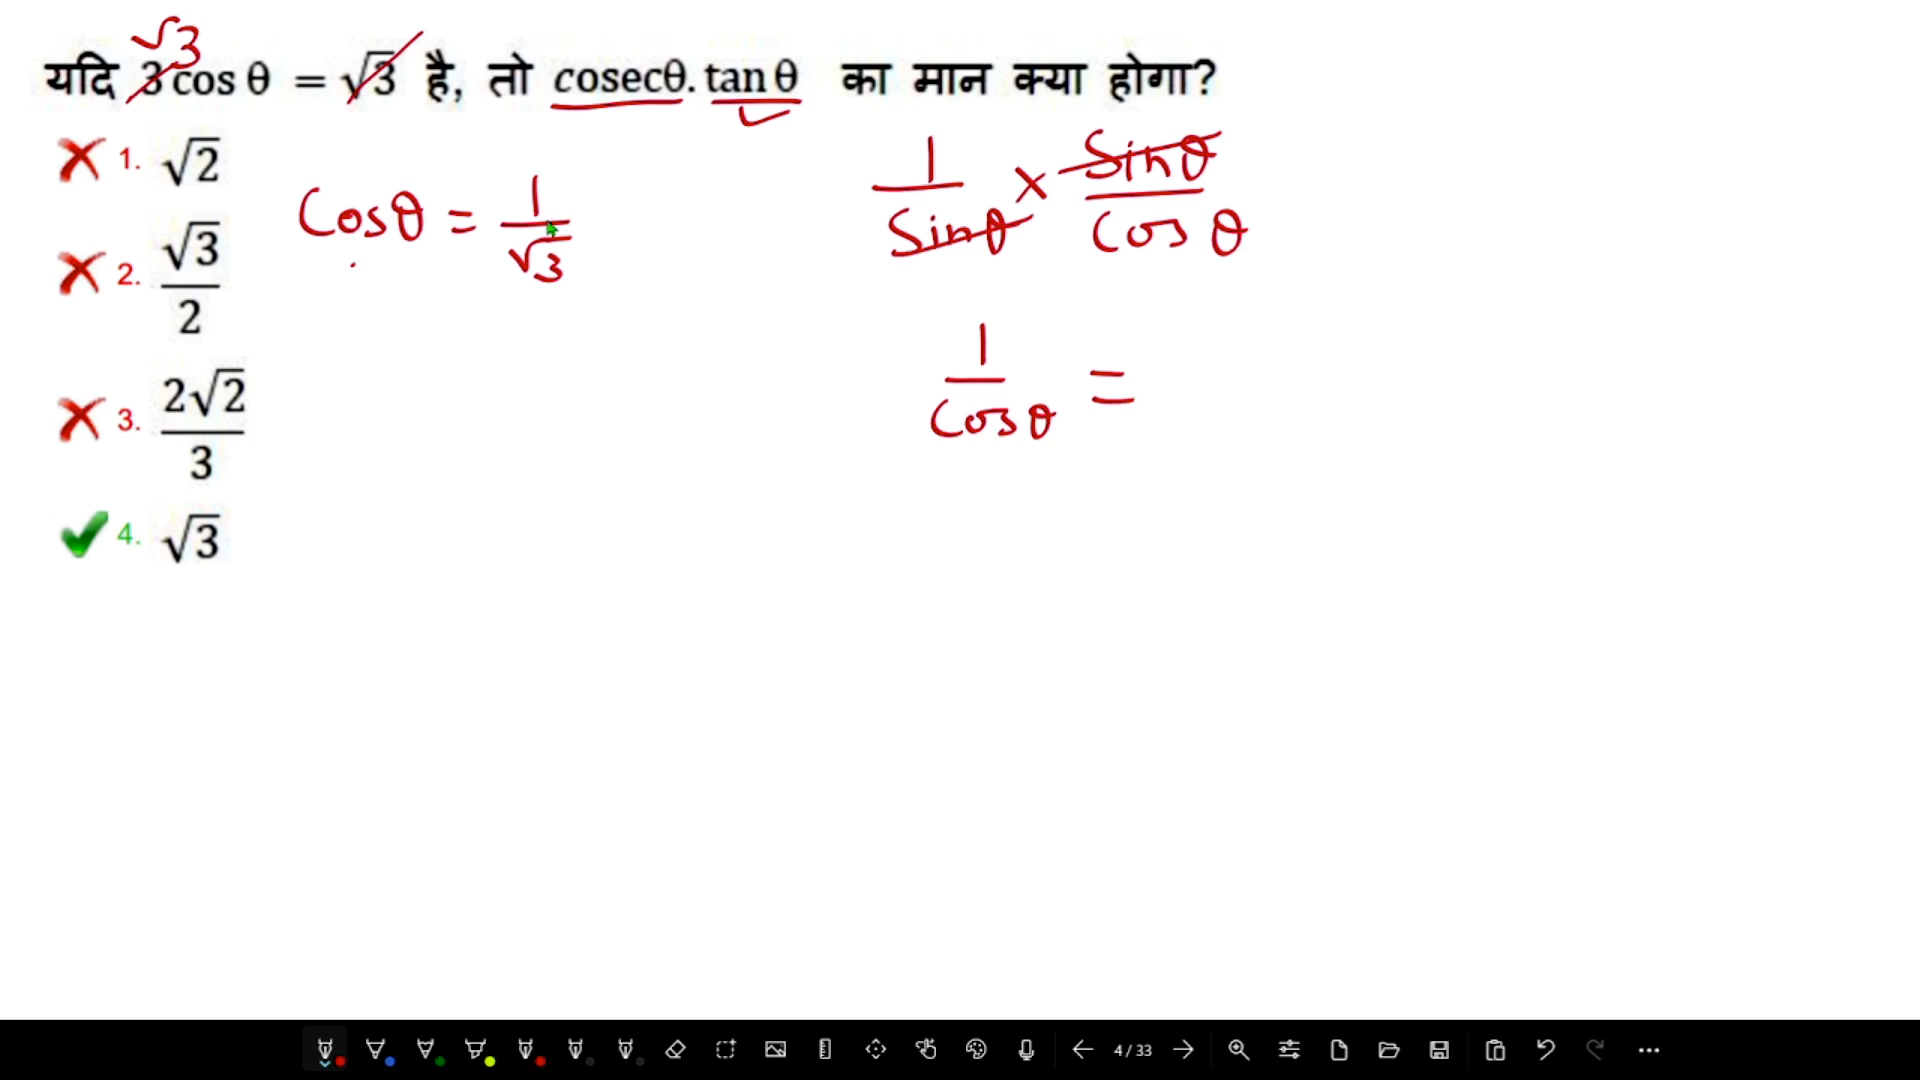 √3
यदि 3 cos θ = √3 है, तो cosecθ. tan θ का मान क्या होगा?
1. √2
2. √3/2
3. 2√2/3
4. √3
Cosθ = 1/√3
1/Sinθ × Sinθ/Cosθ
1/Cosθ =
4 / 33